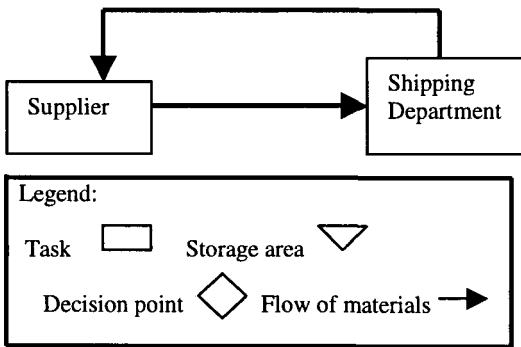 Supplier
Shipping
Department
Legend:
Task
Storage area
Decision point
Flow of materials